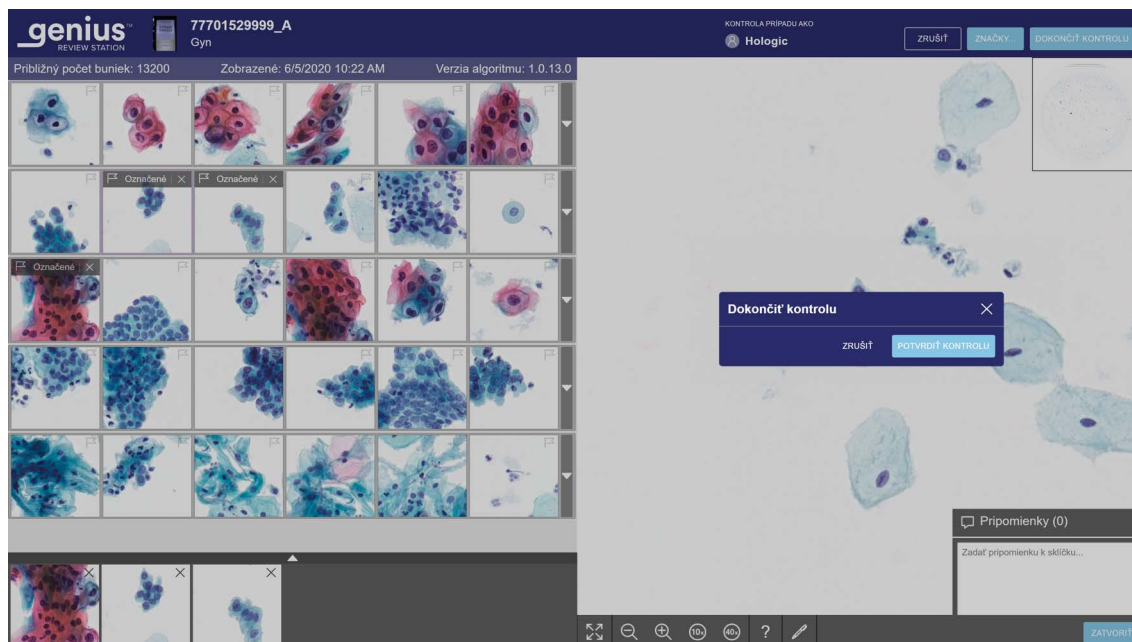 genius™
REVIEW STATION
77701529999_A
Gyn
KONTROLA PRÍPADU AKO
Hologic
ZRUŠIŤ
ZNAČKY...
DOKONČIŤ KONTROLU
Približný počet buniek: 13200
Zobrazené: 6/5/2020 10:22 AM
Verzia algoritmu: 1.0.13.0
Označené
Označené
Označené
Dokončiť kontrolu
ZRUŠIŤ
POTVRDIŤ KONTROLU
Pripomienky (0)
Zadať pripomienku k sklíčku...
10x
40x
?
ZATVORIŤ